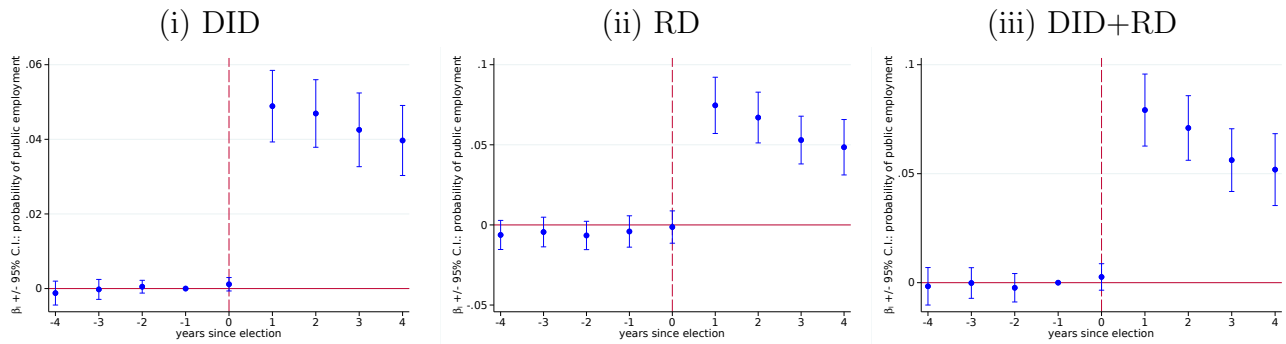 (i) DID
β_i +/- 95% C.I.: probability of public employment
.06
.04
.02
0
-4 -3 -2 -1 0 1 2 3 4
years since election
(ii) RD
β_i +/- 95% C.I.: probability of public employment
.1
.05
0
-.05
-4 -3 -2 -1 0 1 2 3 4
years since election
(iii) DID+RD
β_i +/- 95% C.I.: probability of public employment
.1
.05
0
-4 -3 -2 -1 0 1 2 3 4
years since election